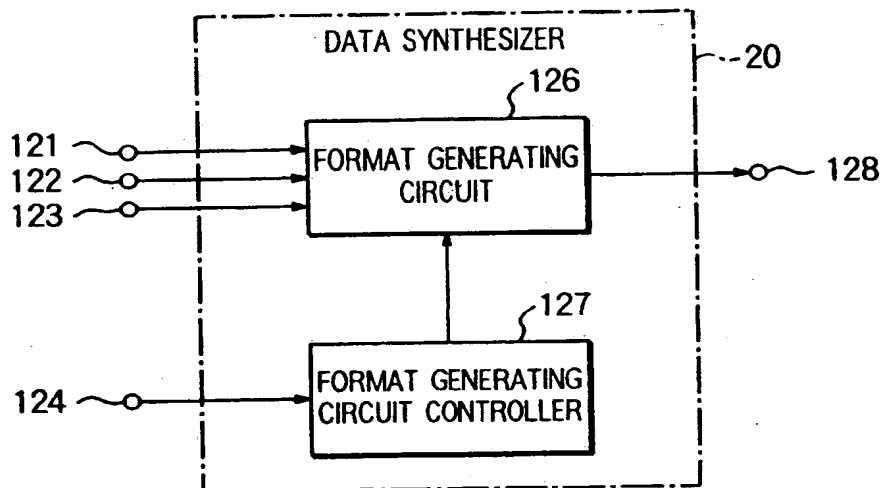 DATA SYNTHESIZER
20
126
121
122
123
FORMAT GENERATING
CIRCUIT
128
127
124
FORMAT GENERATING
CIRCUIT CONTROLLER